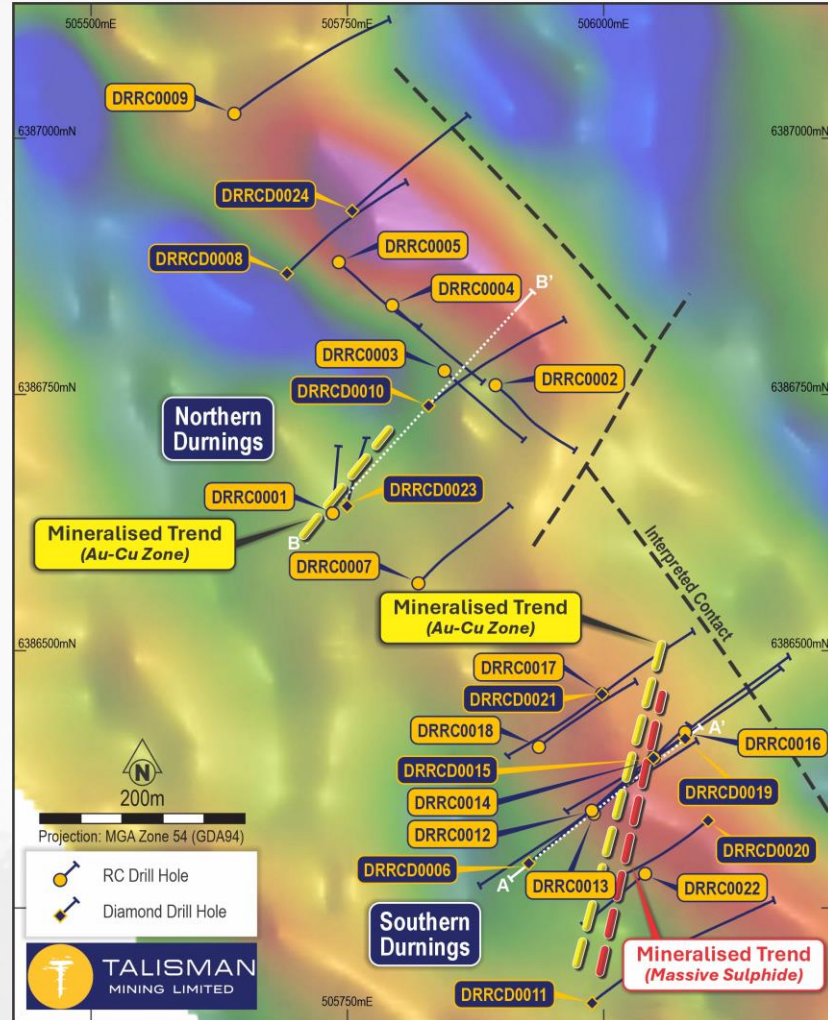 505500mE
505750mE
506000mE
DRRC0009
6387000mN
6387000mN
DRRCD0024
DRRC0005
DRRCD0008
DRRC0004
B'
DRRC0003
DRRC0002
6386750mN
6386750mN
DRRCD0010
Northern
Durnings
DRRC0001
DRRCD0023
Mineralised Trend
(Au-Cu Zone)
B
DRRC0007
Interpreted Contact
Mineralised Trend
(Au-Cu Zone)
6386500mN
6386500mN
DRRC0017
DRRCD0021
DRRC0018
A'
DRRC0016
DRRCD0015
DRRCD0019
DRRC0014
DRRC0012
DRRCD0020
DRRCD0006
A
DRRC0013
DRRC0022
N
200m
Projection: MGA Zone 54 (GDA94)
RC Drill Hole
Diamond Drill Hole
Southern
Durnings
Mineralised Trend
(Massive Sulphide)
TALISMAN
MINING LIMITED
DRRCD0011
505750mE